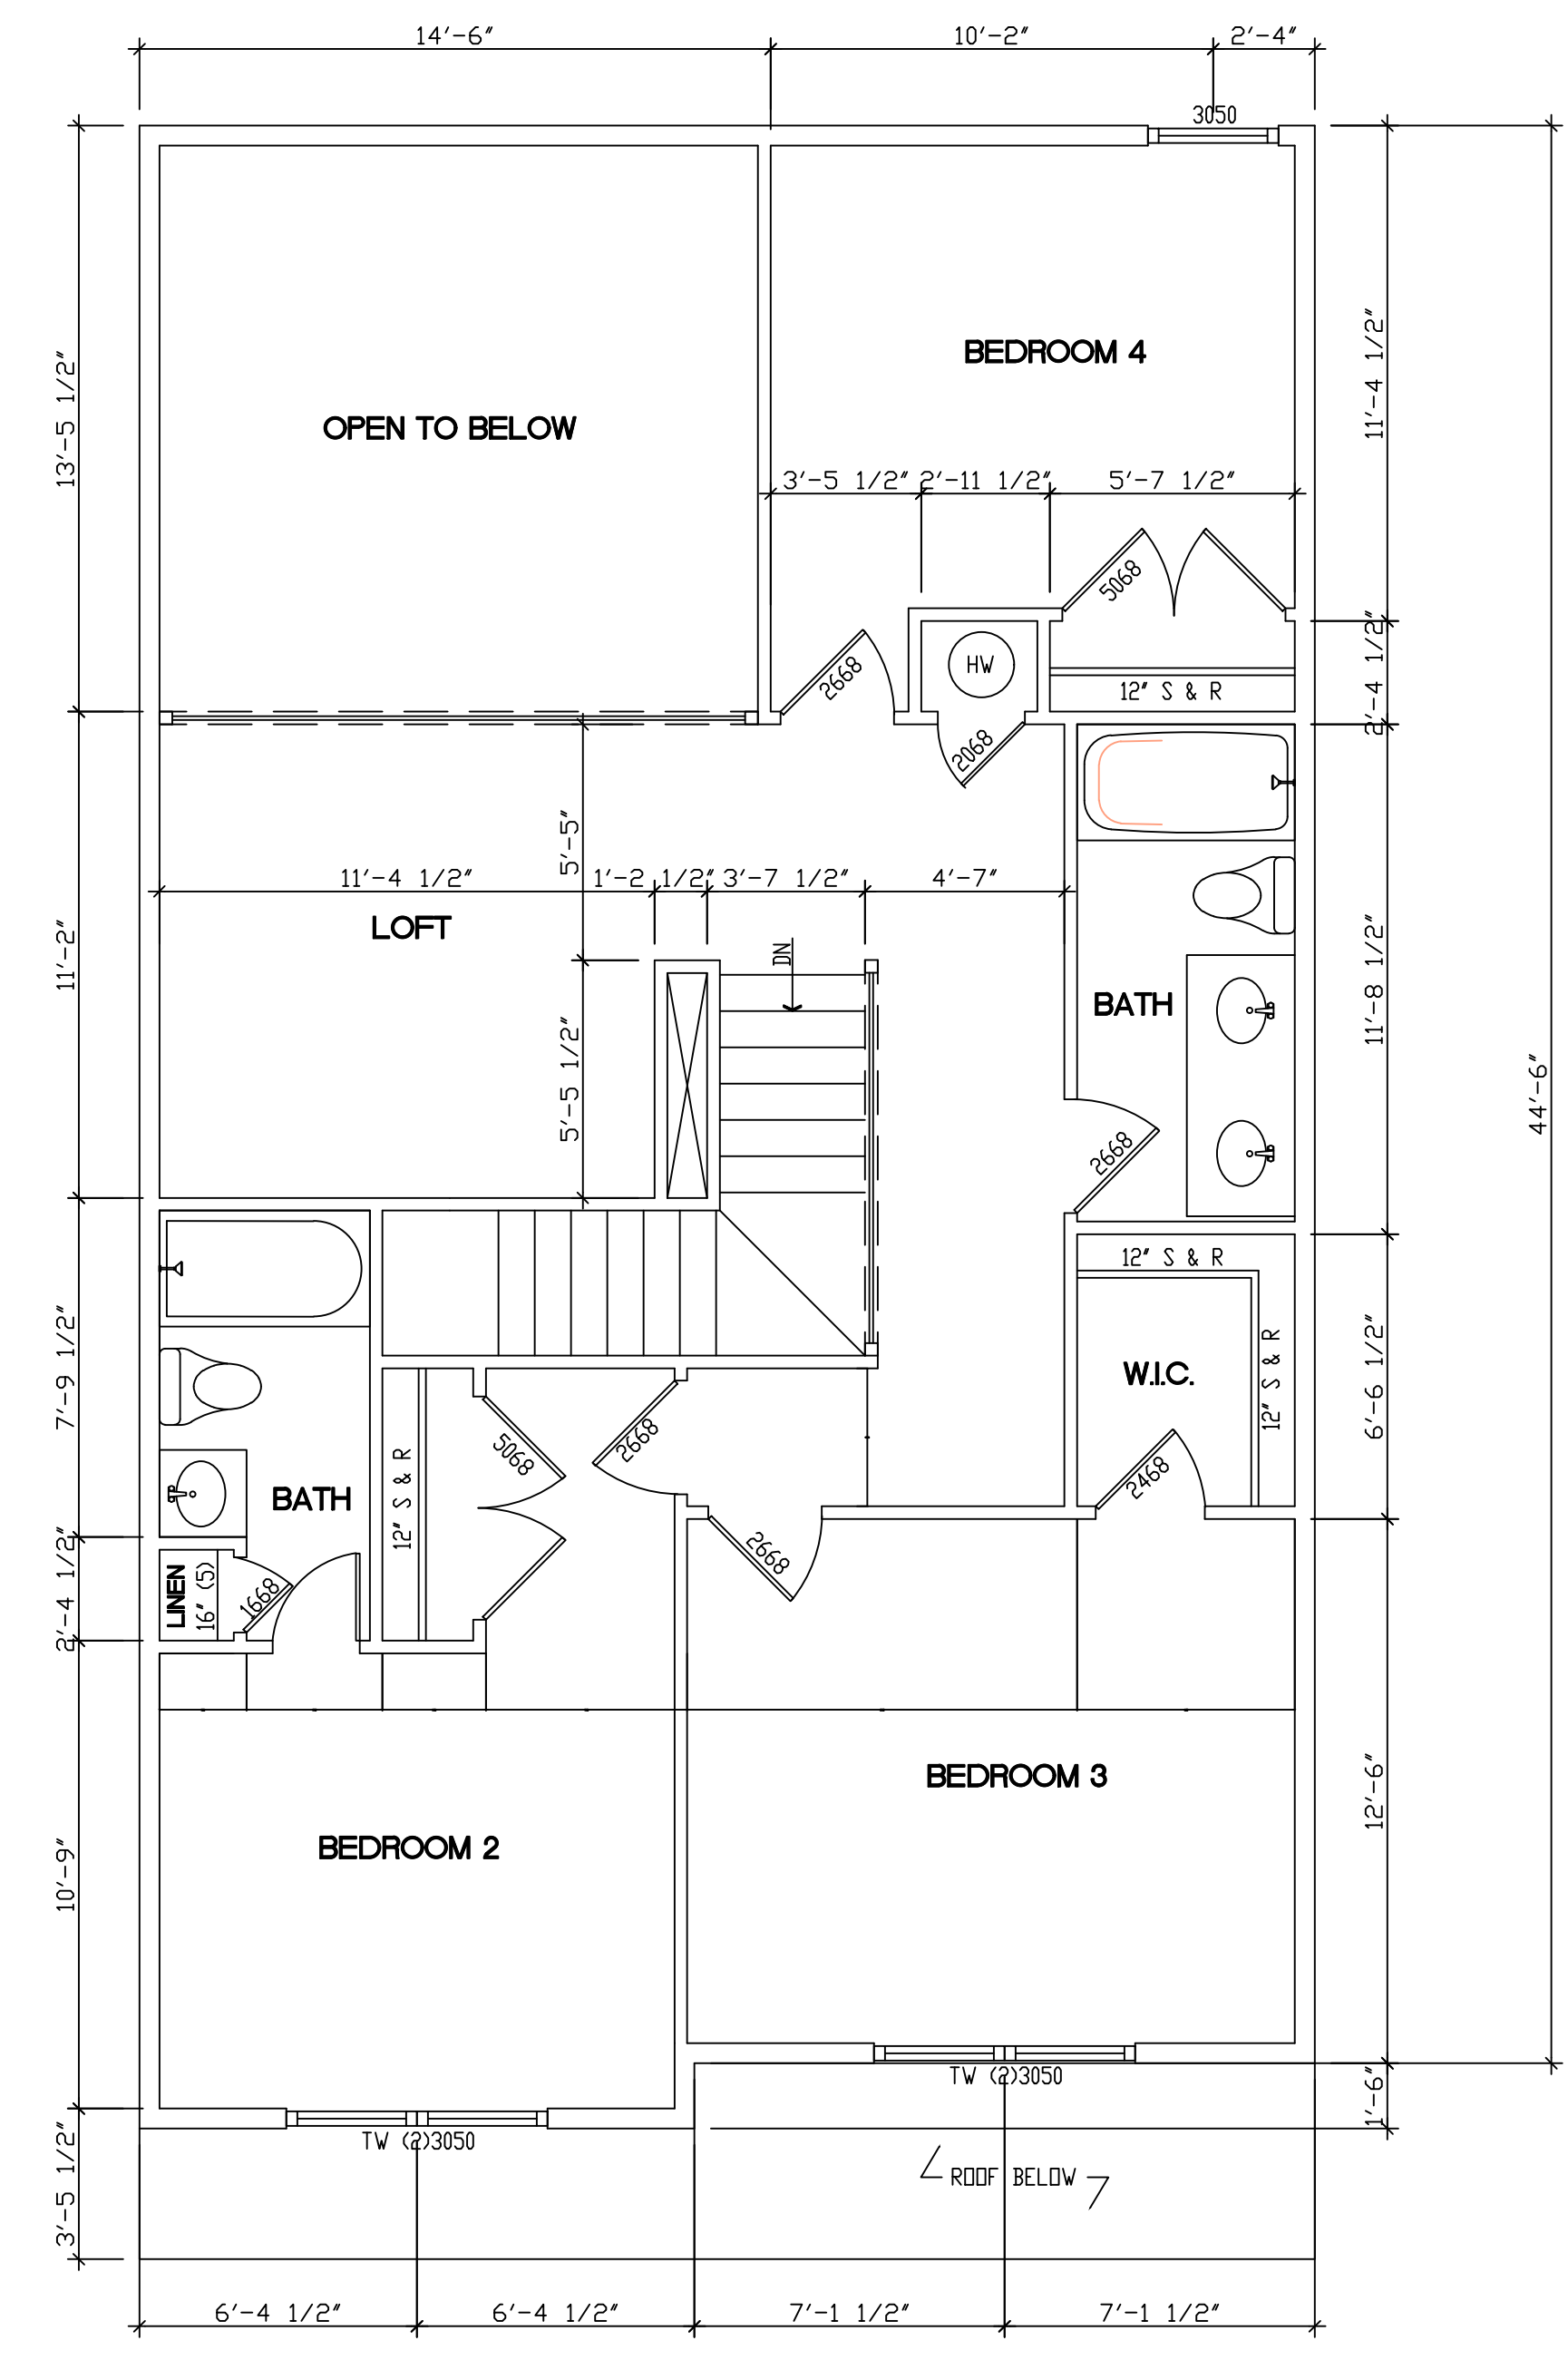 14'-6"
10'-2"
2'-4"
3050
13'-5 1/2"
11'-4 1/2"
BEDROOM 4
OPEN TO BELOW
3'-5 1/2"
2'-11 1/2"
5'-7 1/2"
5068
2'-4 1/2"
2668
HW
12" S & R
2068
5'-5"
11'-4 1/2"
1'-2 1/2"
3'-7 1/2"
4'-7"
LOFT
11'-2"
DN
BATH
11'-8 1/2"
44'-6"
5'-5 1/2"
2668
12" S & R
7'-9 1/2"
W.I.C.
12" S & R
6'-6 1/2"
5068
2668
2468
BATH
12" S & R
2668
2'-4 1/2"
LINEN
16" (5)
1668
BEDROOM 3
12'-6"
BEDROOM 2
10'-9"
TW (2)3050
1'-6"
TW (2)3050
3'-5 1/2"
ROOF BELOW
6'-4 1/2"
6'-4 1/2"
7'-1 1/2"
7'-1 1/2"